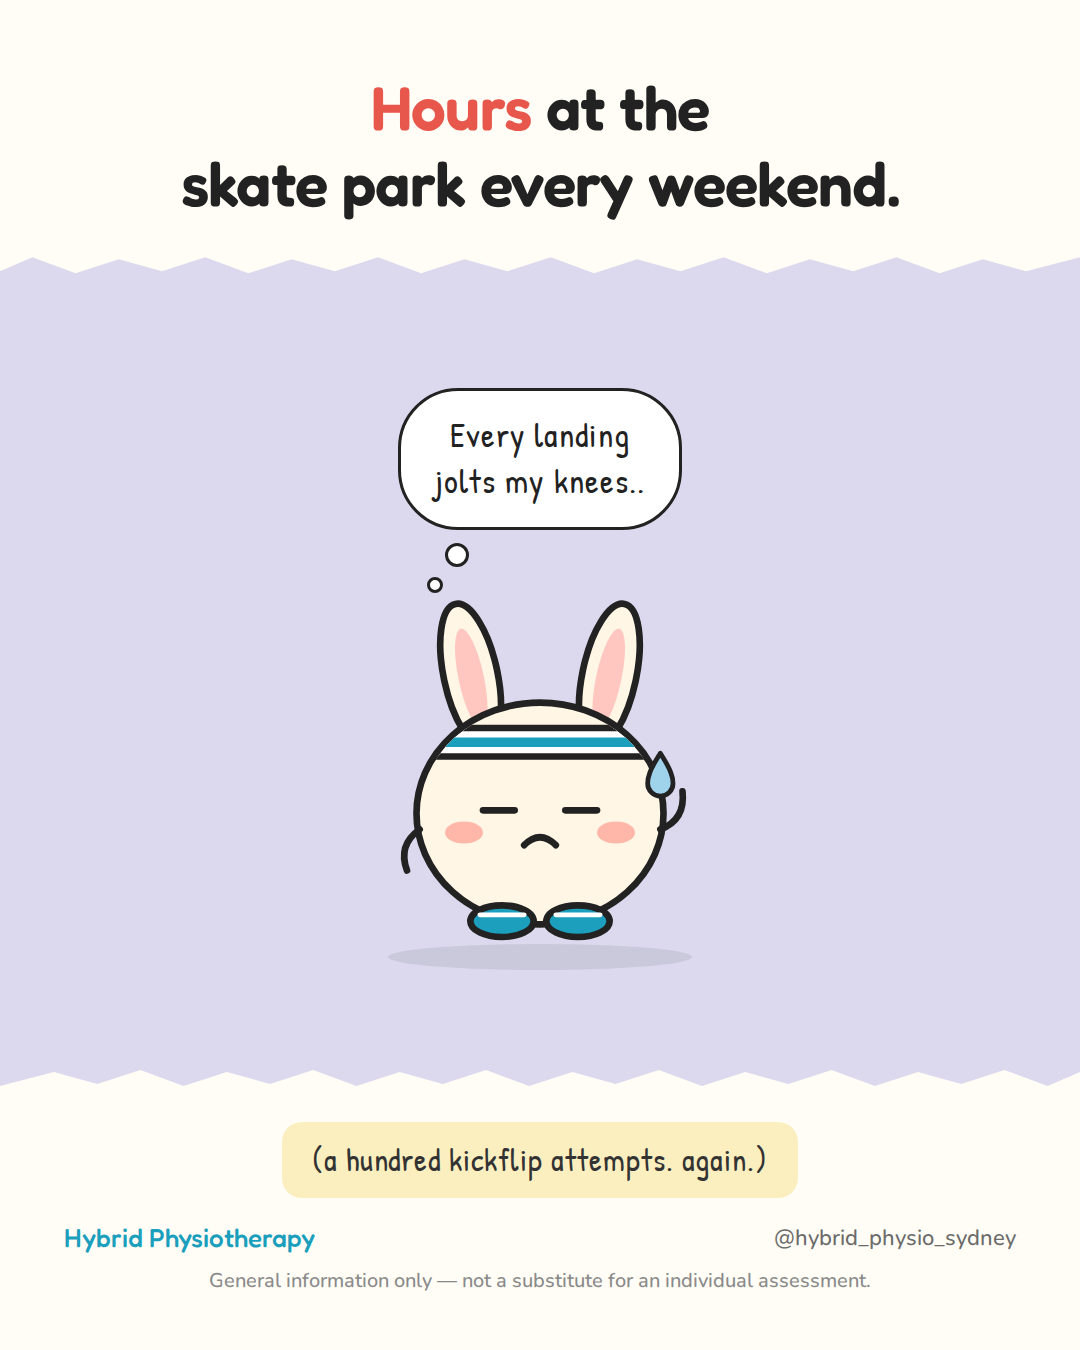 Hours at the
skate park every weekend.
Every landing
jolts my knees..
(a hundred kickflip attempts. again.)
Hybrid Physiotherapy
@hybrid_physio_sydney
General information only — not a substitute for an individual assessment.